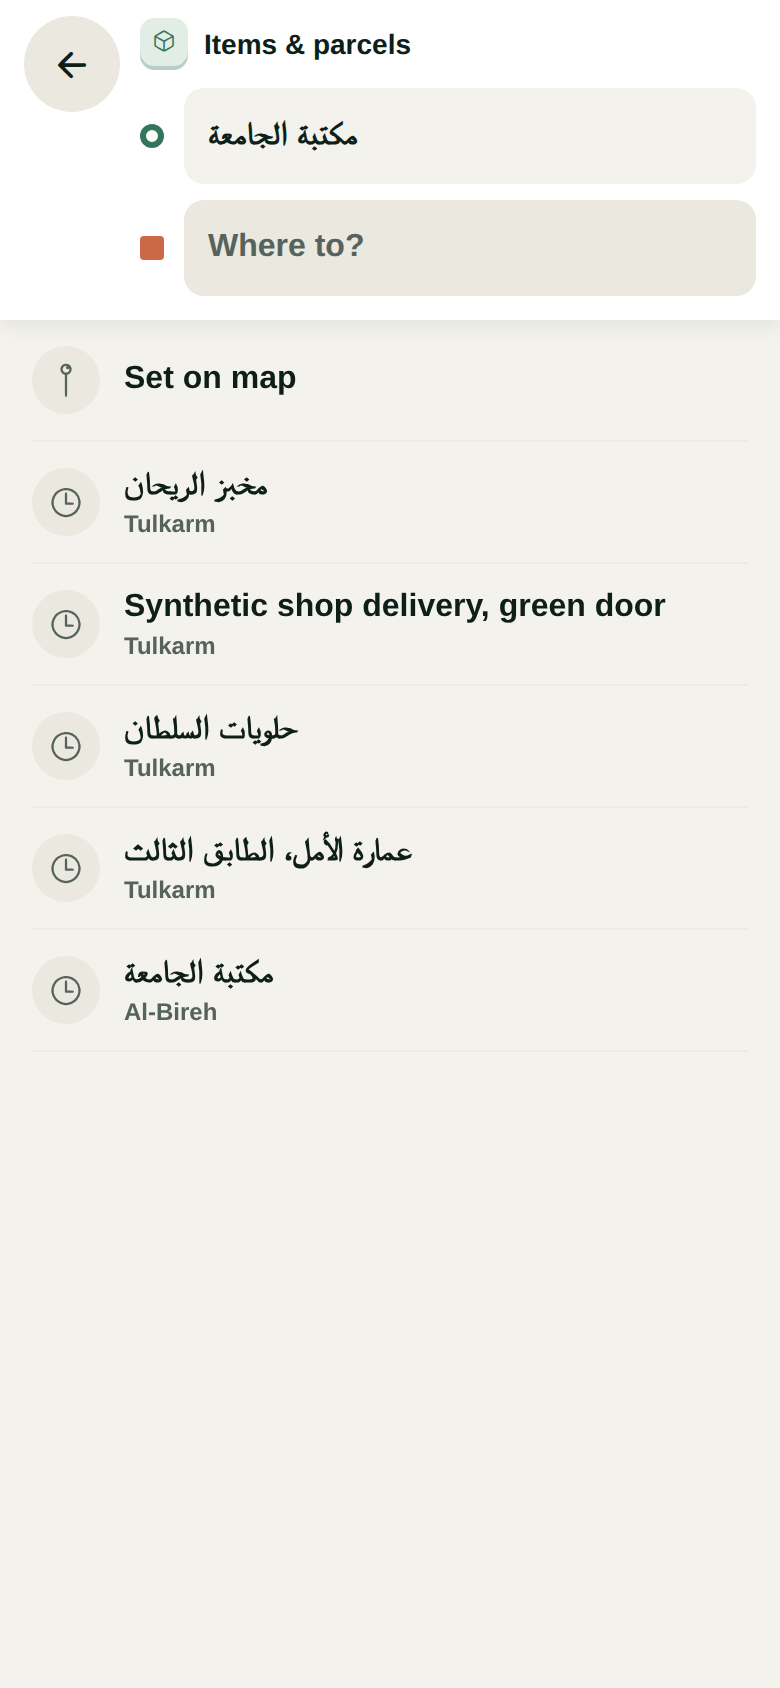 Items & parcels
مكتبة الجامعة
Where to?
Set on map
مخبز الريحان
Tulkarm
Synthetic shop delivery, green door
Tulkarm
حلويات السلطان
Tulkarm
عمارة الأمل، الطابق الثالث
Tulkarm
مكتبة الجامعة
Al-Bireh